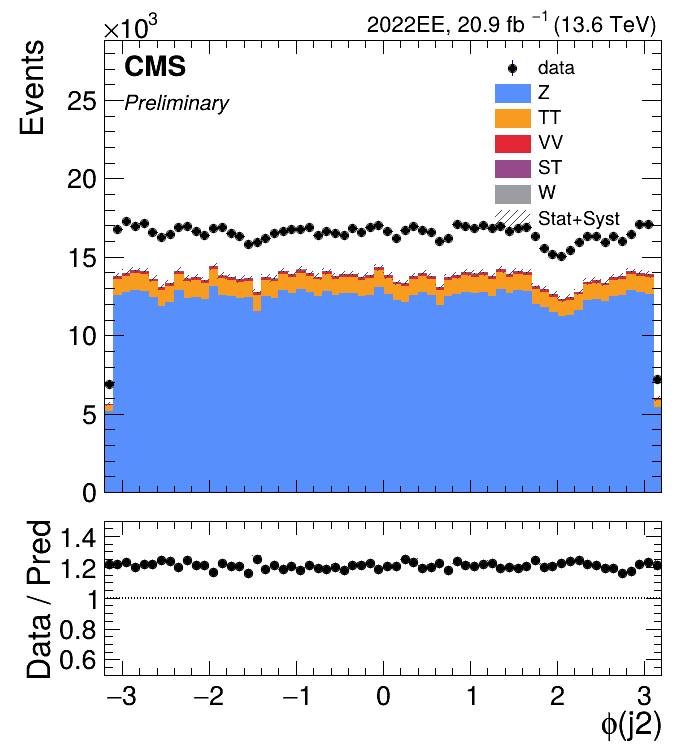 ×10³ 2022EE, 20.9 fb ⁻¹ (13.6 TeV)
Events
CMS
Preliminary
data
Z
TT
VV
ST
W
Stat+Syst
25
20
15
10
5
0
Data / Pred
1.4
1.2
1
0.8
0.6
−3 −2 −1 0 1 2 3
ϕ(j2)